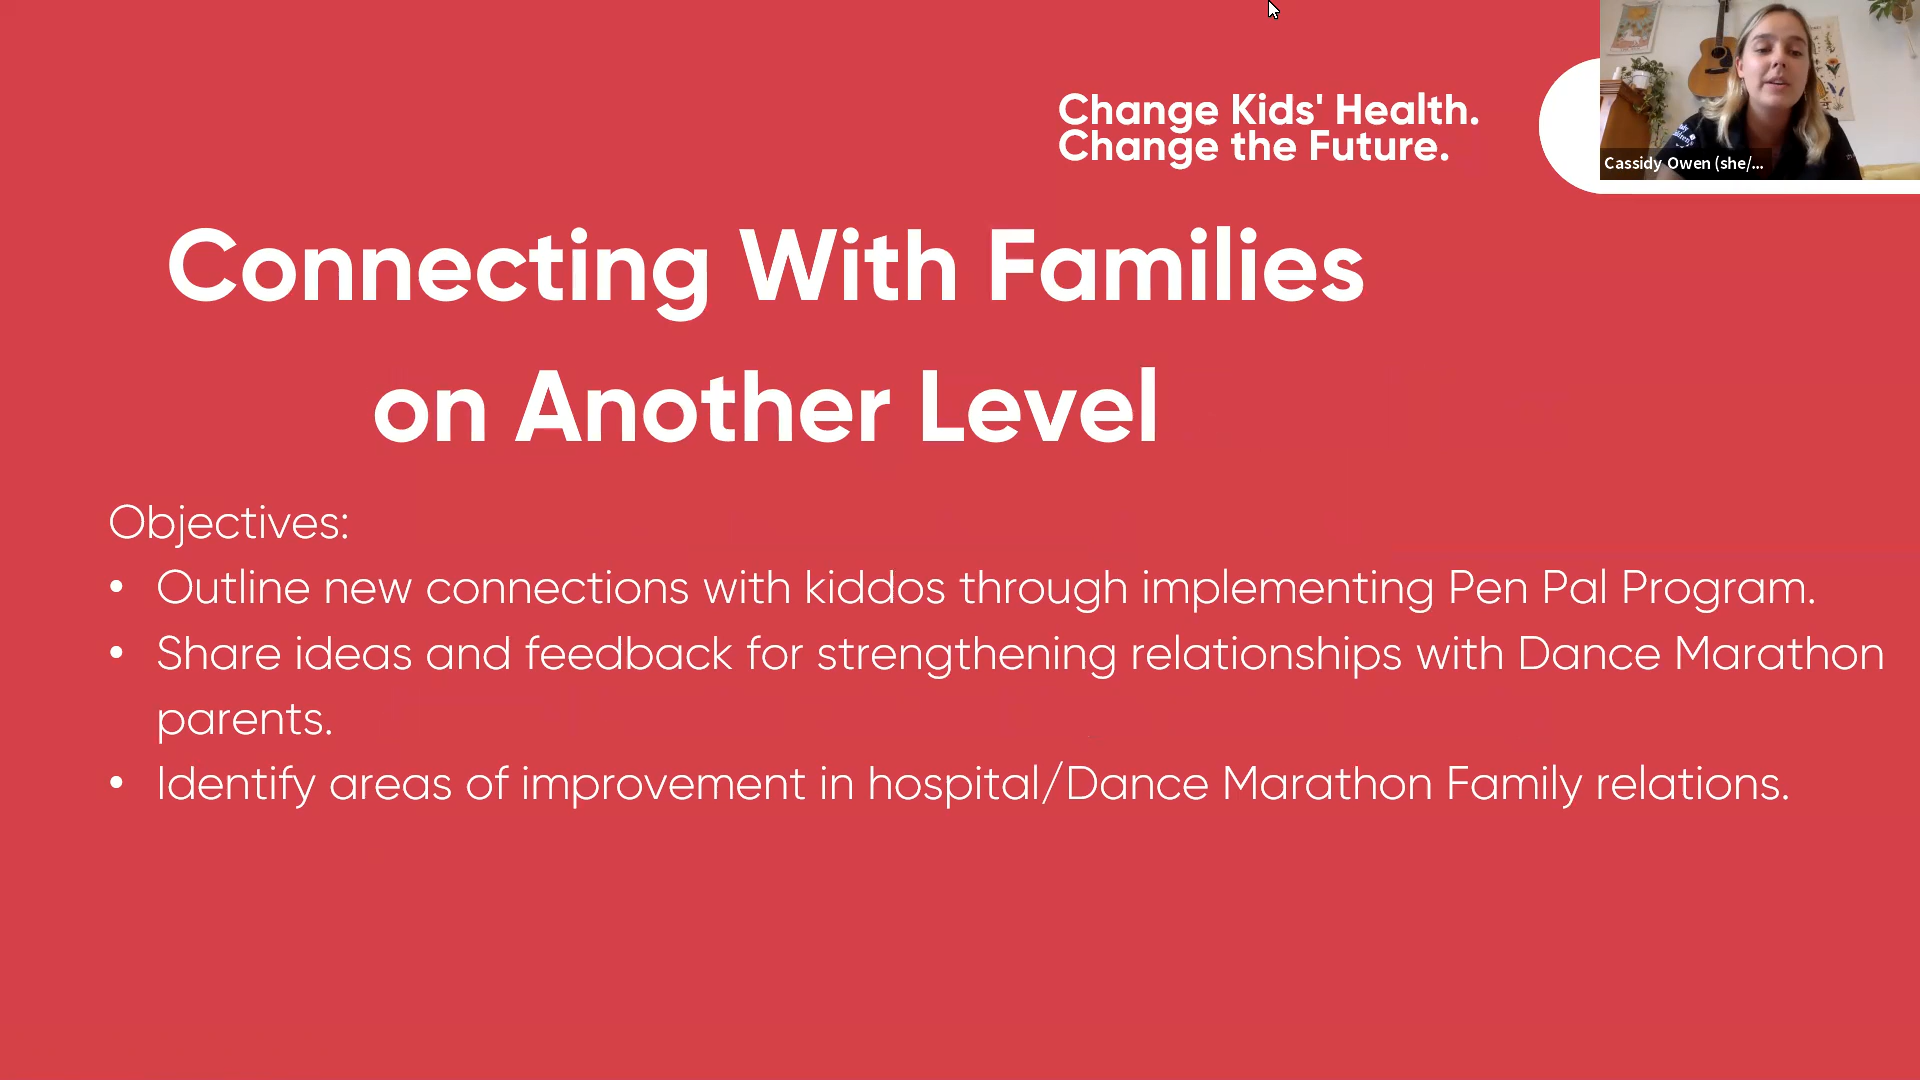 Change Kids' Health.
Change the Future.
Cassidy Owen (she/...
Connecting With Families
on Another Level
Objectives:
• Outline new connections with kiddos through implementing Pen Pal Program.
• Share ideas and feedback for strengthening relationships with Dance Marathon
parents.
• Identify areas of improvement in hospital/Dance Marathon Family relations.